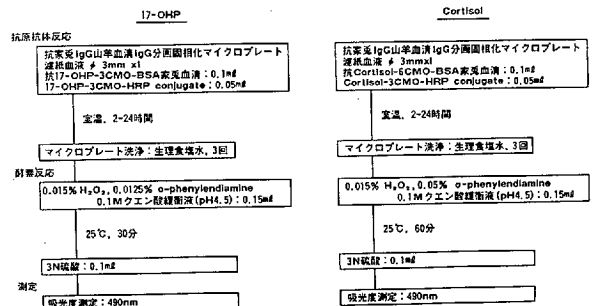 17-OHP
抗原抗体反応
抗家兎IgG山羊血清IgG分画固相化マイクロプレート
濾紙血液 φ 3mm x1
抗17-OHP-3CMO-BSA家兎血清：0.1ml
17-OHP-3CMO-HRP conjugate：0.05ml
室温，2-24時間
マイクロプレート洗浄：生理食塩水，3回
酵素反応
0.015% H₂O₂，0.0125% o-phenylendiamine
0.1Mクエン酸緩衝液(pH4.5)：0.15ml
25℃，30分
3N硫酸：0.1ml
測定
吸光度測定：490nm
Cortisol
抗家兎IgG山羊血清IgG分画固相化マイクロプレート
濾紙血液 φ 3mmx1
抗Cortisol-6CMO-BSA家兎血清：0.1ml
Cortisol-3CMO-HRP conjugate：0.05ml
室温，2-24時間
マイクロプレート洗浄：生理食塩水，3回
0.015% H₂O₂，0.05% o-phenylendiamine
0.1Mクエン酸緩衝液(pH4.5)：0.15ml
25℃，60分
3N硫酸：0.1ml
吸光度測定：490nm